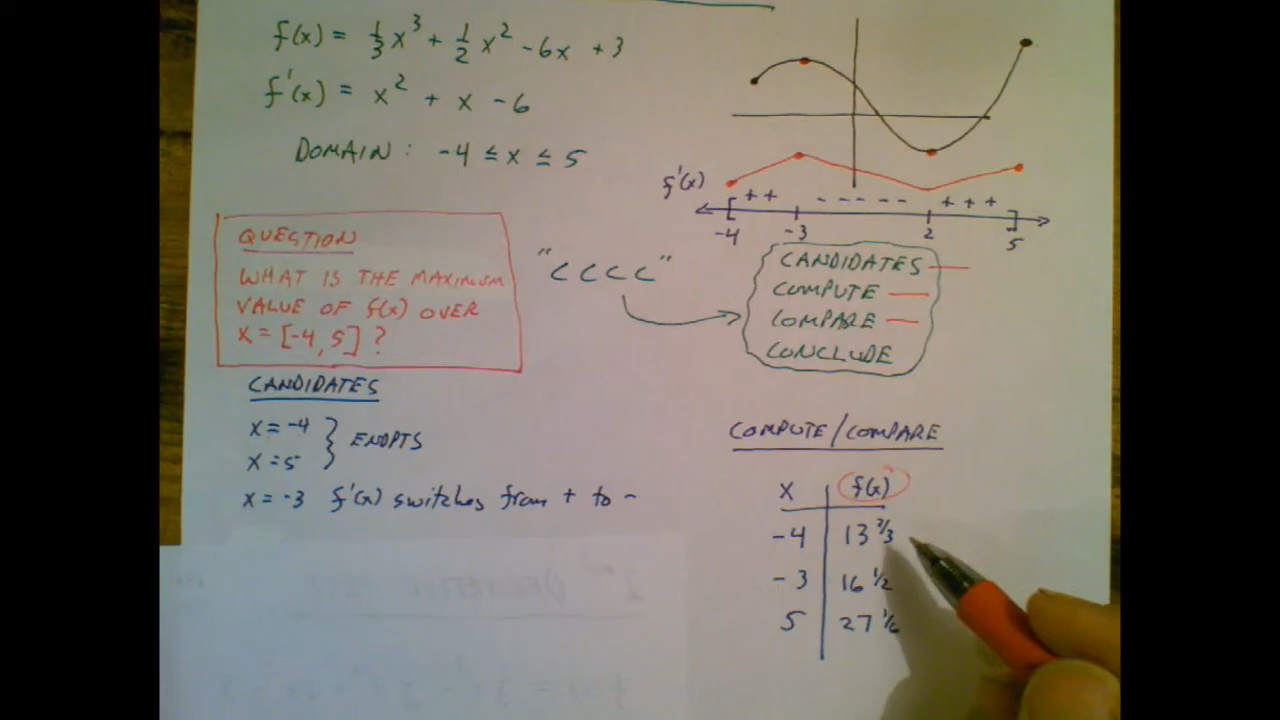 f(x) = 1/3 x³ + 1/2 x² - 6x + 3
f'(x) = x² + x - 6
DOMAIN: -4 ≤ x ≤ 5
f'(x) + + - - - - - - + + +
-4 -3 2 5
QUESTION
WHAT IS THE MAXIMUM
VALUE OF f(x) OVER
X = [-4, 5] ?
"CCCC"
CANDIDATES
COMPUTE
COMPARE
CONCLUDE
CANDIDATES
X = -4 } ENDPTS
X = 5
X = -3 f'(x) switches from + to -
COMPUTE/COMPARE
X f(x)
-4 13 2/3
-3 16 1/2
5 27 1/6